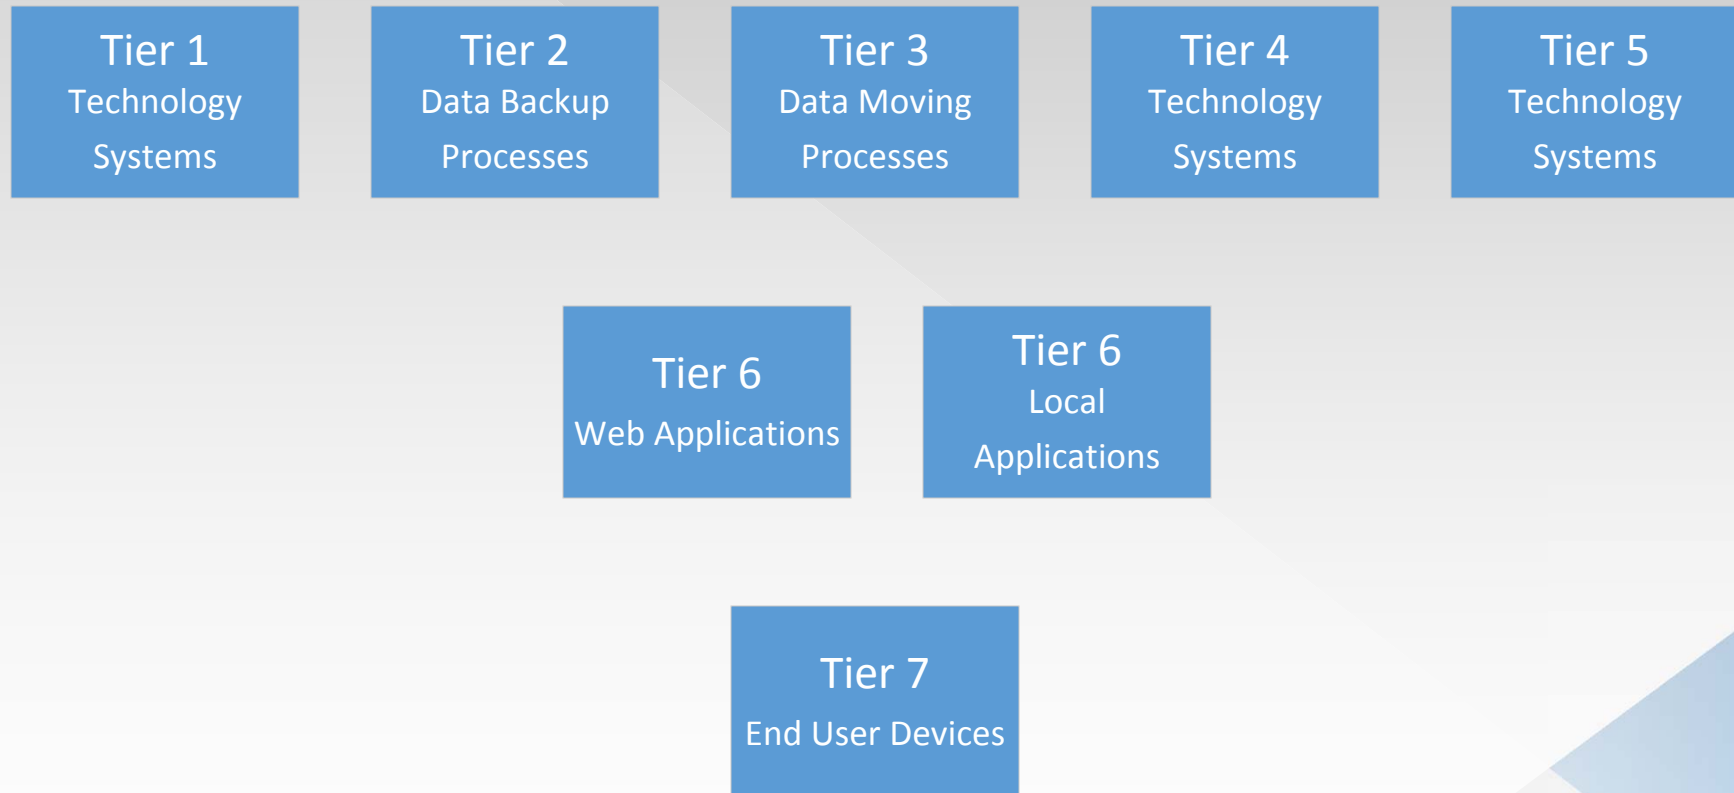 Tier 1
Technology
Systems
Tier 2
Data Backup
Processes
Tier 3
Data Moving
Processes
Tier 4
Technology
Systems
Tier 5
Technology
Systems
Tier 6
Web Applications
Tier 6
Local
Applications
Tier 7
End User Devices